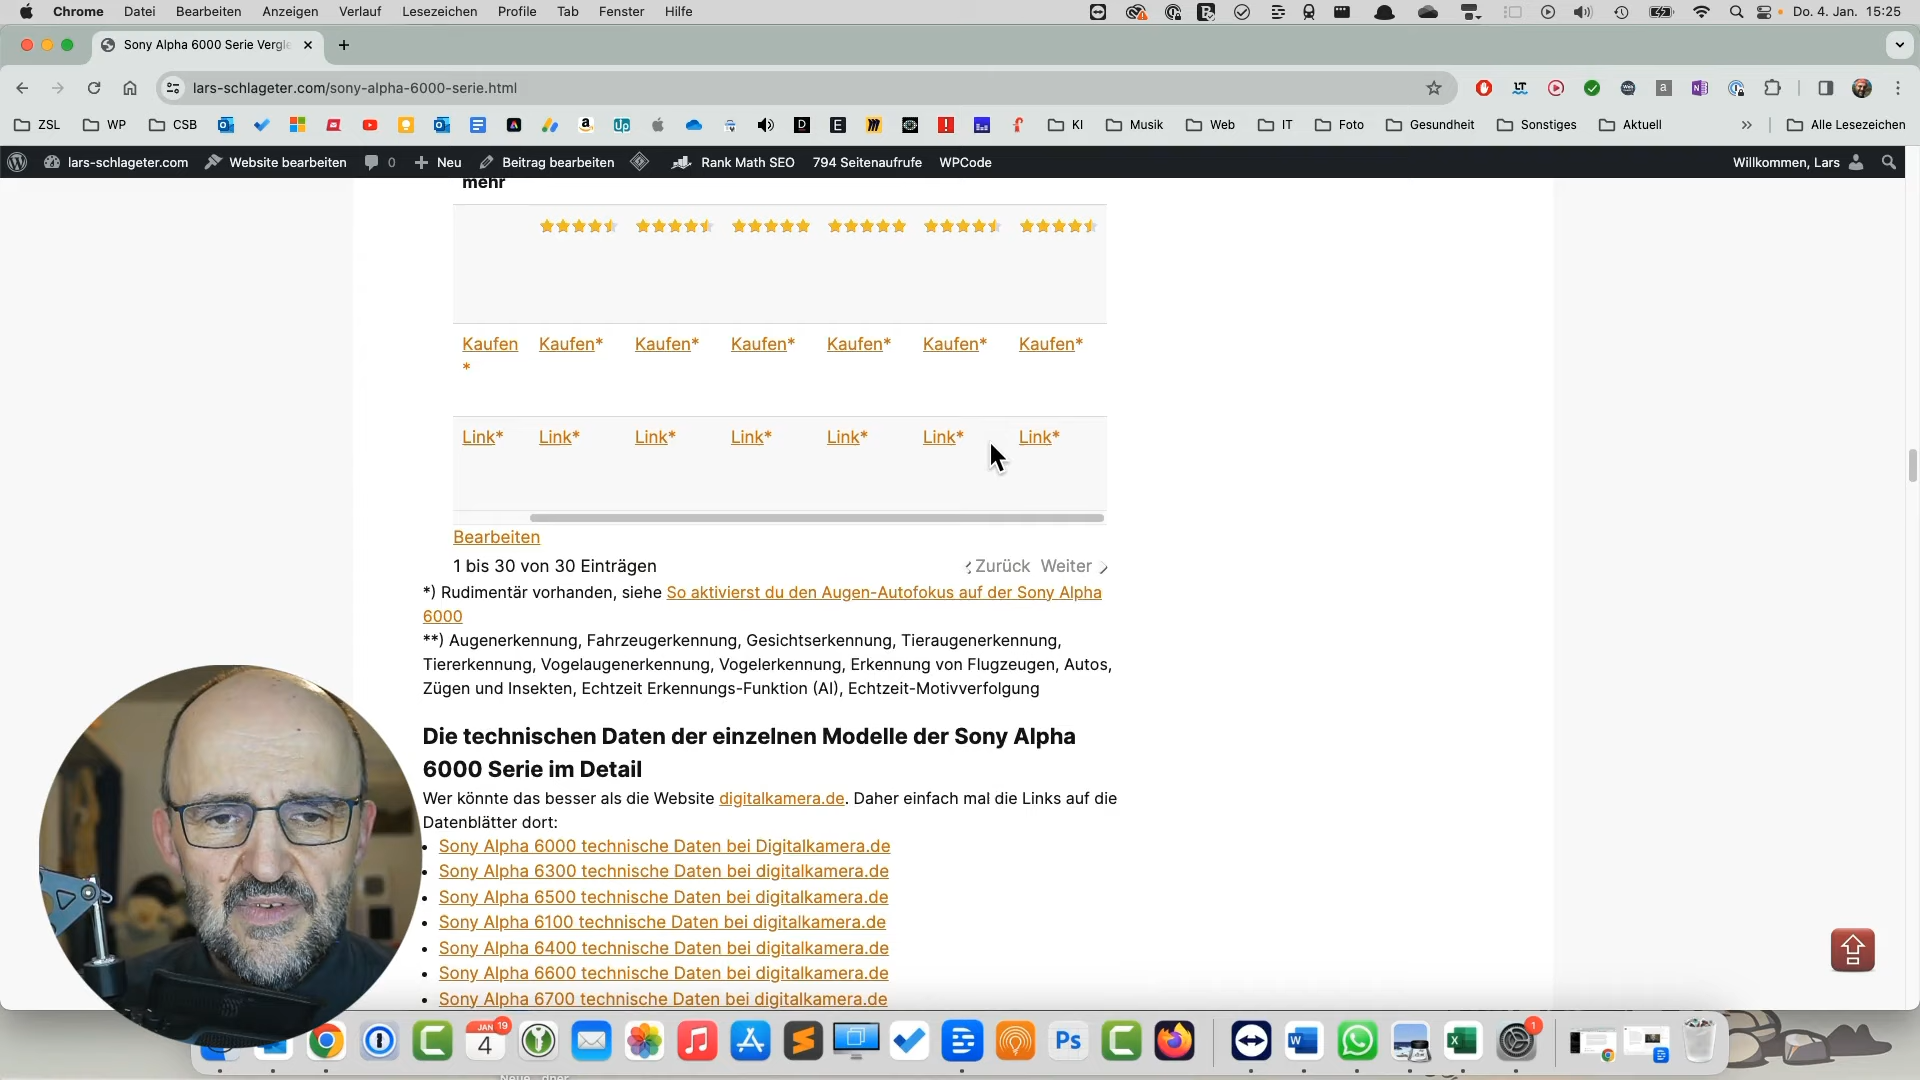 Chrome Datei Bearbeiten Anzeigen Verlauf Lesezeichen Profile Tab Fenster Hilfe Do. 4. Jan. 15:25
Sony Alpha 6000 Serie Vergle
lars-schlageter.com/sony-alpha-6000-serie.html
ZSL WP CSB KI Musik Web IT Foto Gesundheit Sonstiges Aktuell » Alle Lesezeichen
lars-schlageter.com Website bearbeiten 0 Neu Beitrag bearbeiten Rank Math SEO 794 Seitenaufrufe WPCode Willkommen, Lars
mehr
Kaufen Kaufen* Kaufen* Kaufen* Kaufen* Kaufen* Kaufen*
*
Link* Link* Link* Link* Link* Link* Link*
Bearbeiten
1 bis 30 von 30 Einträgen Zurück Weiter
*) Rudimentär vorhanden, siehe So aktivierst du den Augen-Autofokus auf der Sony Alpha
6000
**) Augenerkennung, Fahrzeugerkennung, Gesichtserkennung, Tieraugenerkennung,
Tiererkennung, Vogelaugenerkennung, Vogelerkennung, Erkennung von Flugzeugen, Autos,
Zügen und Insekten, Echtzeit Erkennungs-Funktion (AI), Echtzeit-Motivverfolgung
Die technischen Daten der einzelnen Modelle der Sony Alpha
6000 Serie im Detail
Wer könnte das besser als die Website digitalkamera.de. Daher einfach mal die Links auf die
Datenblätter dort:
• Sony Alpha 6000 technische Daten bei Digitalkamera.de
• Sony Alpha 6300 technische Daten bei digitalkamera.de
• Sony Alpha 6500 technische Daten bei digitalkamera.de
• Sony Alpha 6100 technische Daten bei digitalkamera.de
• Sony Alpha 6400 technische Daten bei digitalkamera.de
• Sony Alpha 6600 technische Daten bei digitalkamera.de
• Sony Alpha 6700 technische Daten bei digitalkamera.de
JAN 19
4
Ps
1